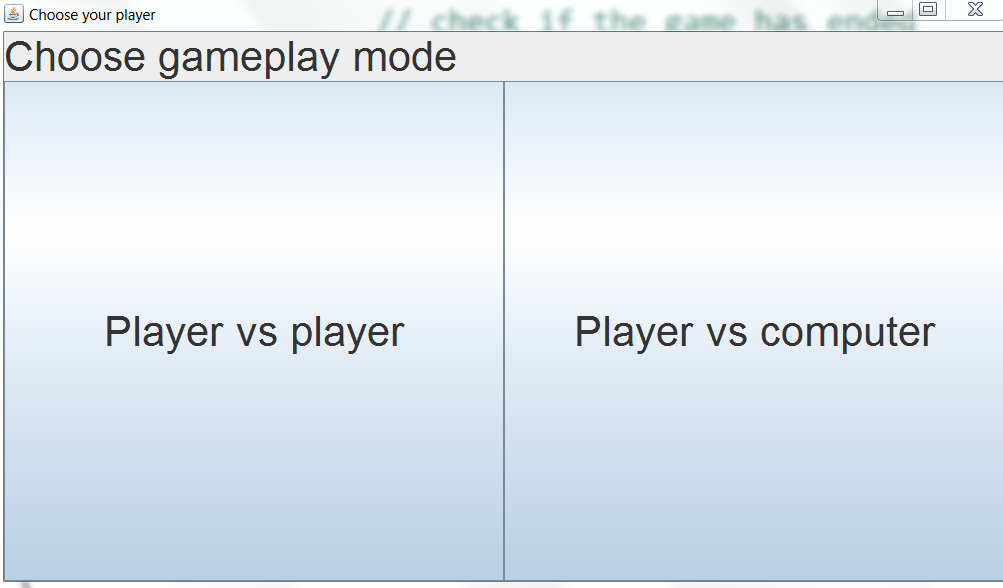 Choose your player
// check if the game has ended
Choose gameplay mode
Player vs player
Player vs computer